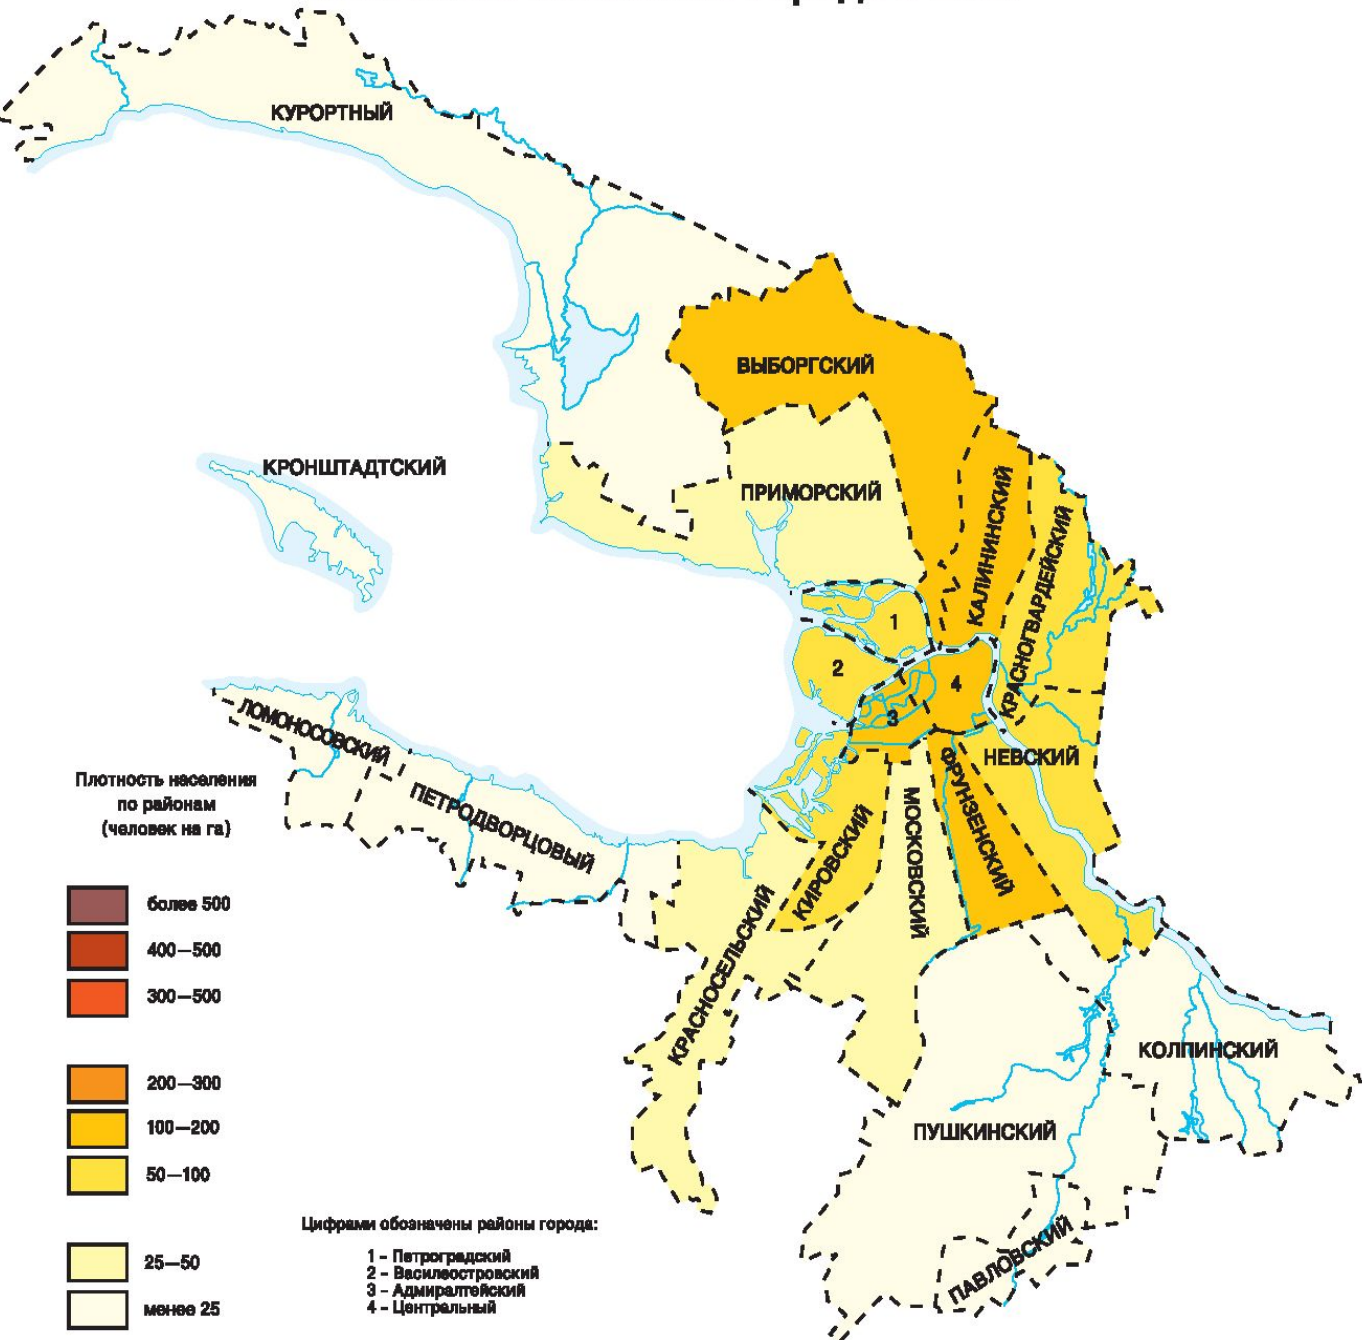 КУРОРТНЫЙ
ВЫБОРГСКИЙ
КРОНШТАДТСКИЙ
ПРИМОРСКИЙ
КАЛИНИНСКИЙ
КРАСНОГВАРДЕЙСКИЙ
1
2
4
3
ЛОМОНОСОВСКИЙ
ПЕТРОДВОРЦОВЫЙ
НЕВСКИЙ
ФРУНЗЕНСКИЙ
МОСКОВСКИЙ
КИРОВСКИЙ
КРАСНОСЕЛЬСКИЙ
КОЛПИНСКИЙ
ПУШКИНСКИЙ
ПАВЛОВСКИЙ
Плотность населения
по районам
(человек на га)
более 500
400—500
300—500
200—300
100—200
50—100
25—50
менее 25
Цифрами обозначены районы города:
1 - Петроградский
2 - Василеостровский
3 - Адмиралтейский
4 - Центральный